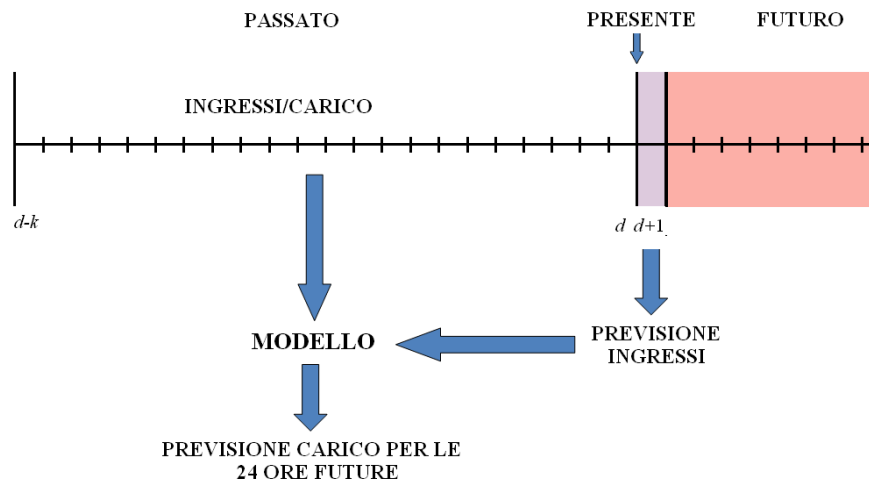 PASSATO
PRESENTE
FUTURO
INGRESSI/CARICO
d-k
d d+1
PREVISIONE
INGRESSI
MODELLO
PREVISIONE CARICO PER LE
24 ORE FUTURE